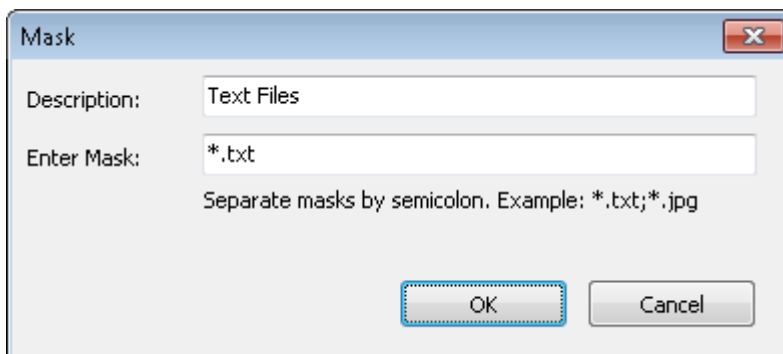 Mask
Description: Text Files
Enter Mask: *.txt
Separate masks by semicolon. Example: *.txt;*.jpg
OK Cancel